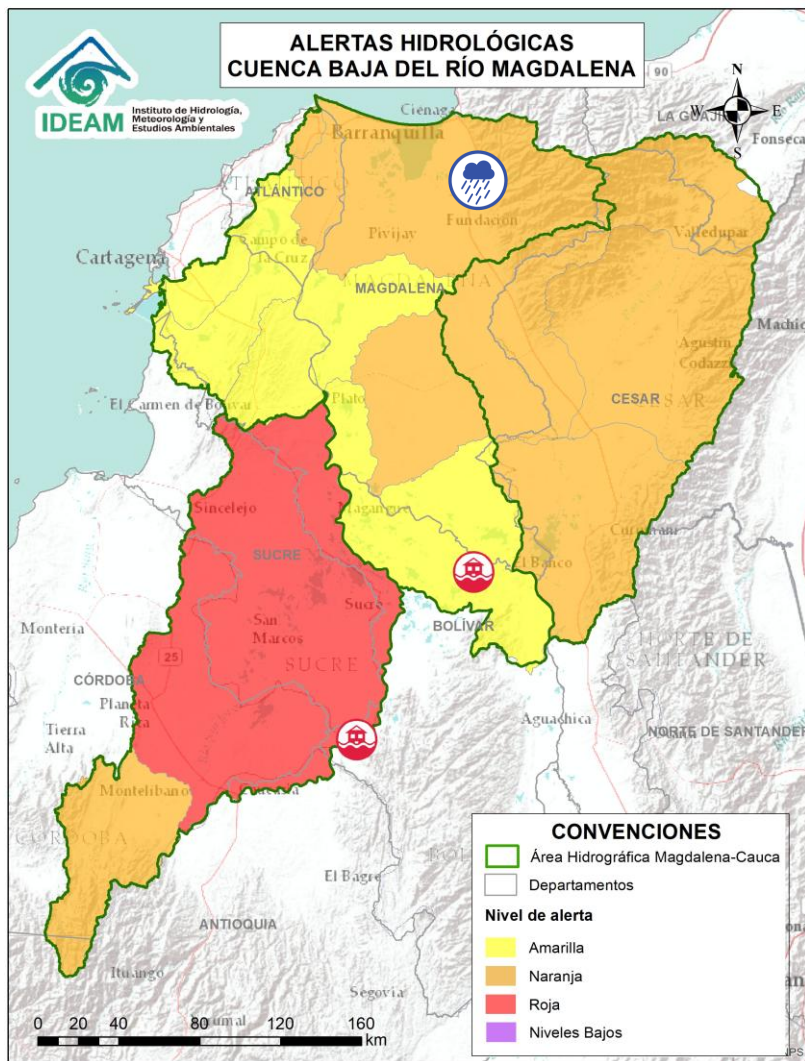 ALERTAS HIDROLÓGICAS
CUENCA BAJA DEL RÍO MAGDALENA
IDEAM
Instituto de Hidrología,
Meteorología y
Estudios Ambientales
N
W
E
S
90
LA GUAJI
Fonseca
Ciénaga
Barranquilla
ATLÁNTICO
Fundación
Valledupar
Pivijay
Campo de
la Cruz
Cartagena
MAGDALENA
Agustín
Codazzi
El Carmen de Bolívar
Plato
CESAR
CESAR
Sincelejo
Magangué
SUCRE
El Banco
Sucre
San
Marcos
BOLÍVAR
Montería
25
SUCRE
NORTE DE
SANTANDER
CÓRDOBA
Planeta
Rica
Tierra
Alta
Aguachica
NORTE DE SANTANDER
Montelíbano
CÓRDOBA
El Bagre
ANTIOQUIA
Ituango
Segovia
CONVENCIONES
Área Hidrográfica Magdalena-Cauca
Departamentos
Nivel de alerta
Amarilla
Naranja
Roja
Niveles Bajos
0 20 40 80 120 160
km